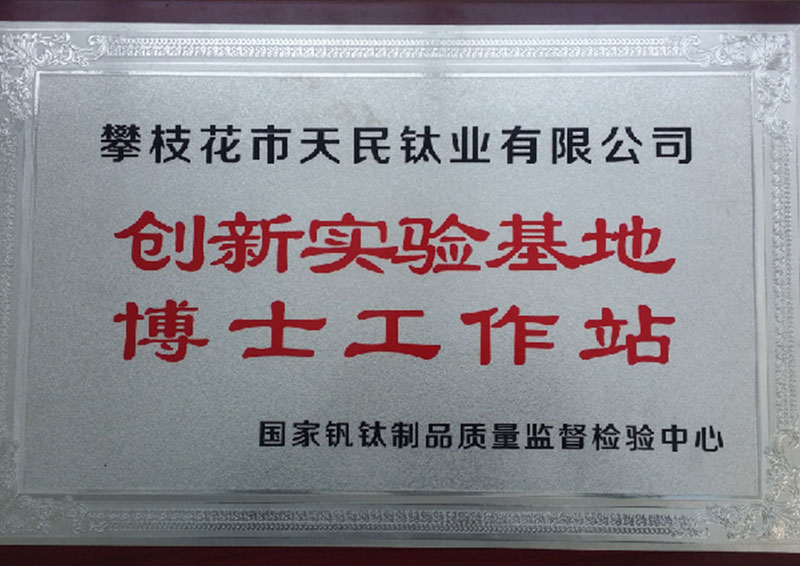 攀枝花市天民钛业有限公司
创新实验基地
博士工作站
国家钒钛制品质量监督检验中心